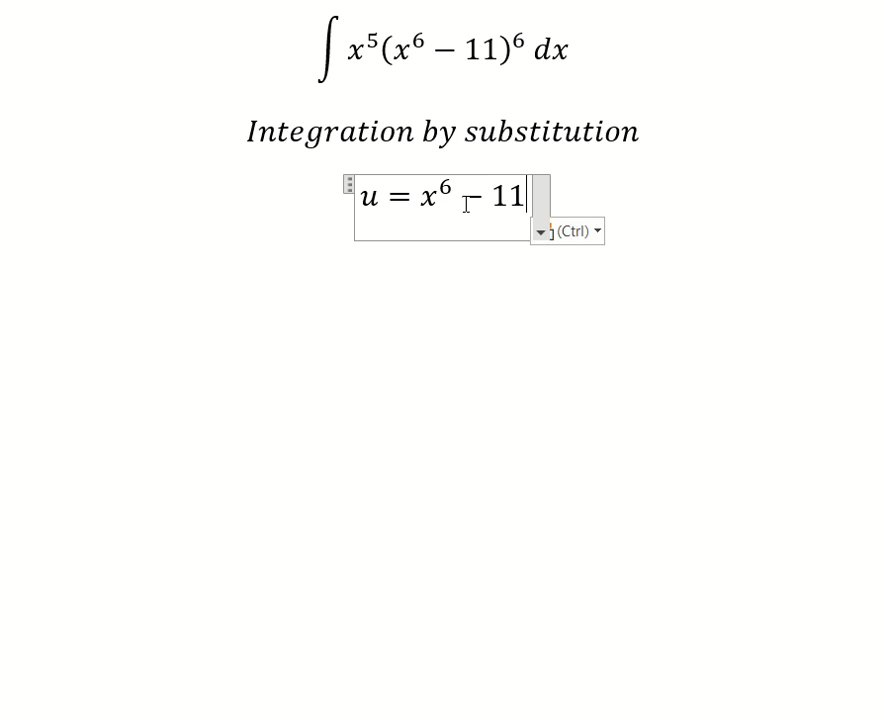 ∫ x⁵(x⁶ − 11)⁶ dx
Integration by substitution
u = x⁶ − 11
(Ctrl)